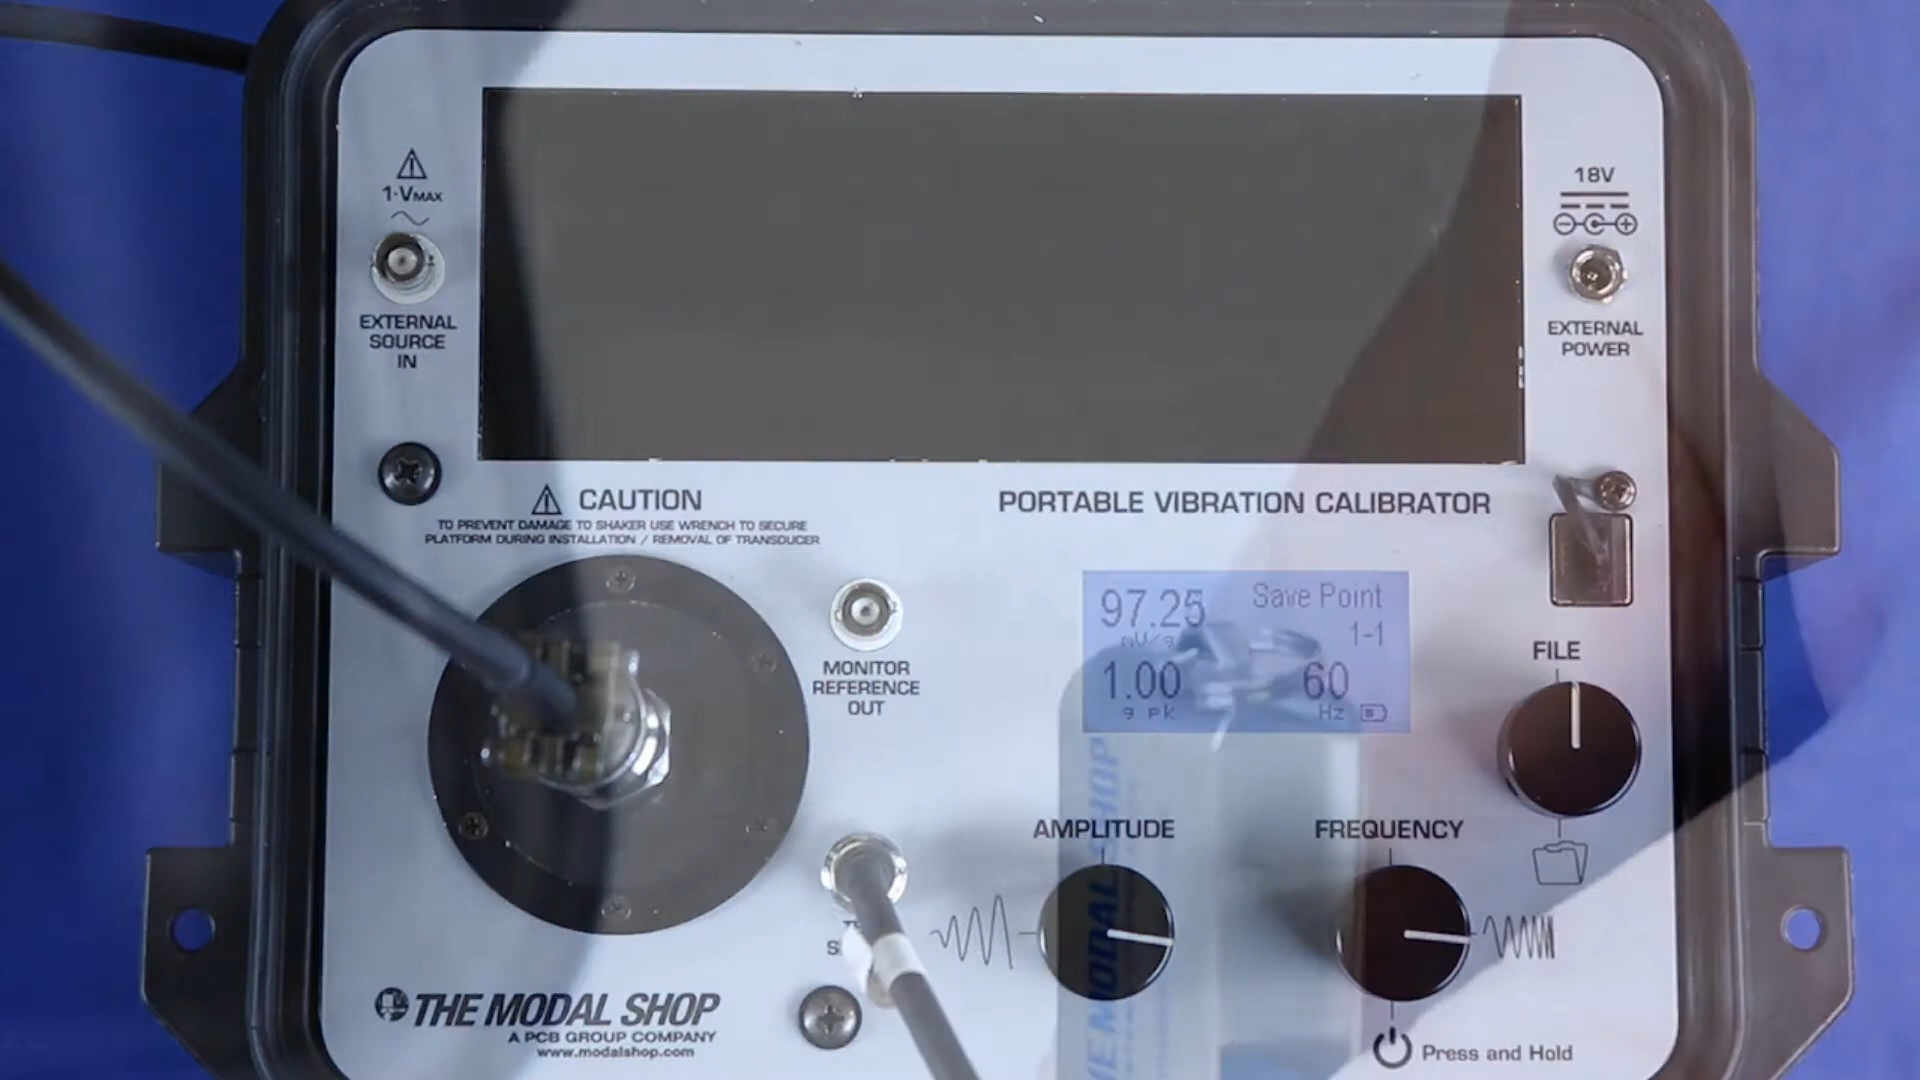 1·VMAX
EXTERNAL
SOURCE
IN
18V
EXTERNAL
POWER
CAUTION
TO PREVENT DAMAGE TO SHAKER USE WRENCH TO SECURE
PLATFORM DURING INSTALLATION / REMOVAL OF TRANSDUCER
PORTABLE VIBRATION CALIBRATOR
MONITOR
REFERENCE
OUT
97.25
mV/g
Save Point
1-1
1.00
g pk
60
Hz
FILE
AMPLITUDE
FREQUENCY
THE MODAL SHOP
A PCB GROUP COMPANY
www.modalshop.com
Press and Hold
MODAL SHOP